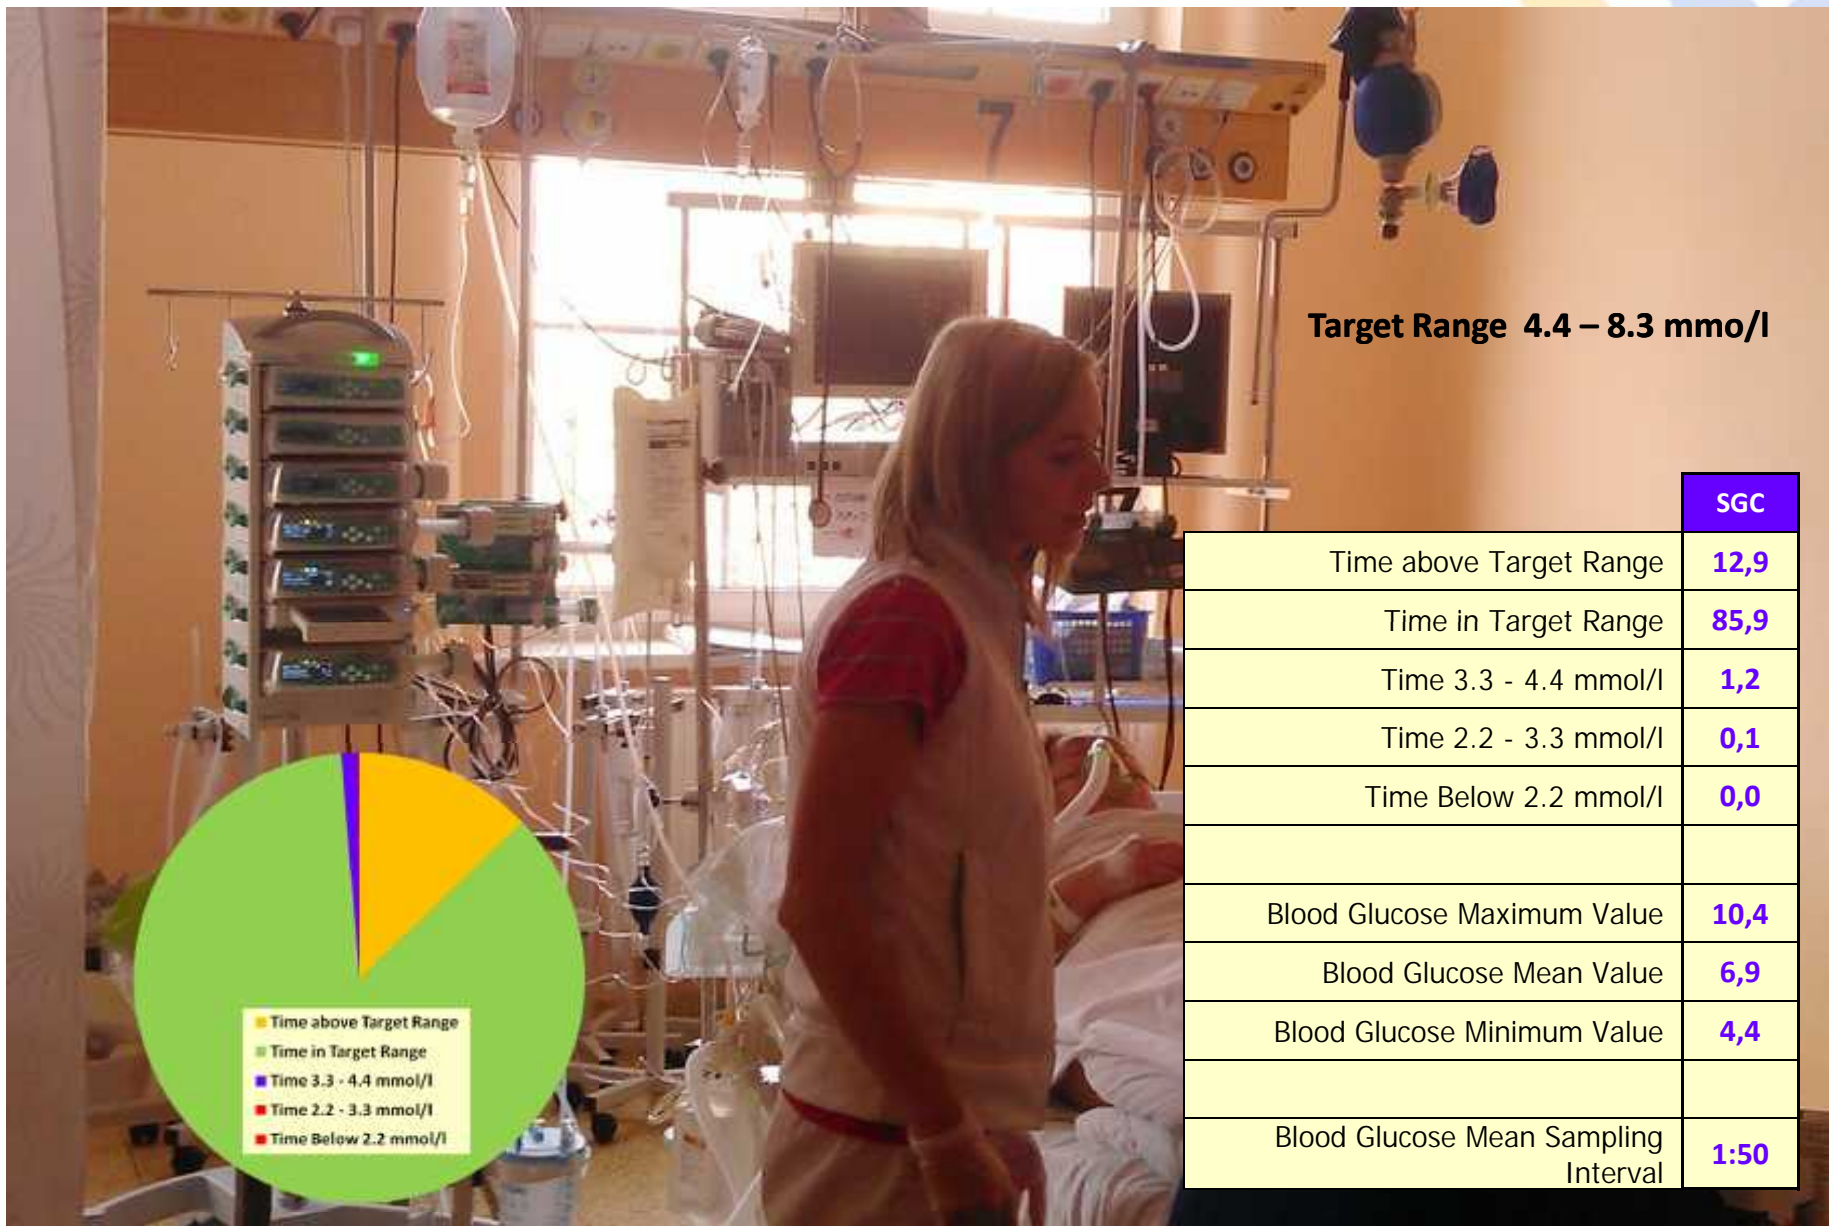 7
Target Range 4.4 – 8.3 mmo/l
SGC
Time above Target Range 12,9
Time in Target Range 85,9
Time 3.3 - 4.4 mmol/l 1,2
Time 2.2 - 3.3 mmol/l 0,1
Time Below 2.2 mmol/l 0,0
Blood Glucose Maximum Value 10,4
Blood Glucose Mean Value 6,9
Blood Glucose Minimum Value 4,4
Blood Glucose Mean Sampling
Interval 1:50
Time above Target Range
Time in Target Range
Time 3.3 - 4.4 mmol/l
Time 2.2 - 3.3 mmol/l
Time Below 2.2 mmol/l